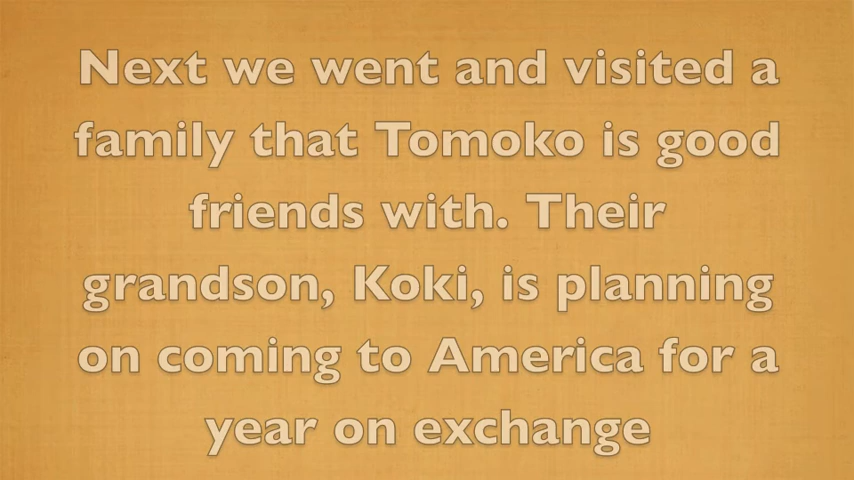 Next we went and visited a
family that Tomoko is good
friends with. Their
grandson, Koki, is planning
on coming to America for a
year on exchange